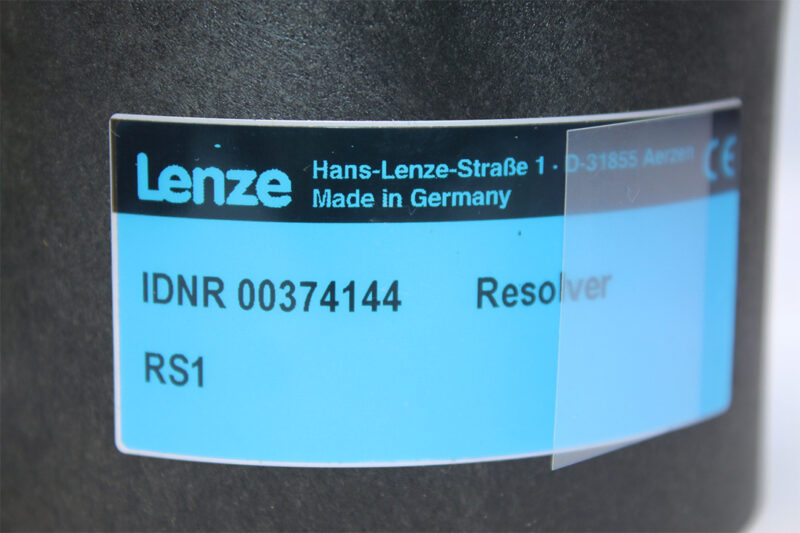 Lenze
Hans-Lenze-Straße 1 · D-31855 Aerzen
Made in Germany
CE
IDNR 00374144 Resolver
RS1